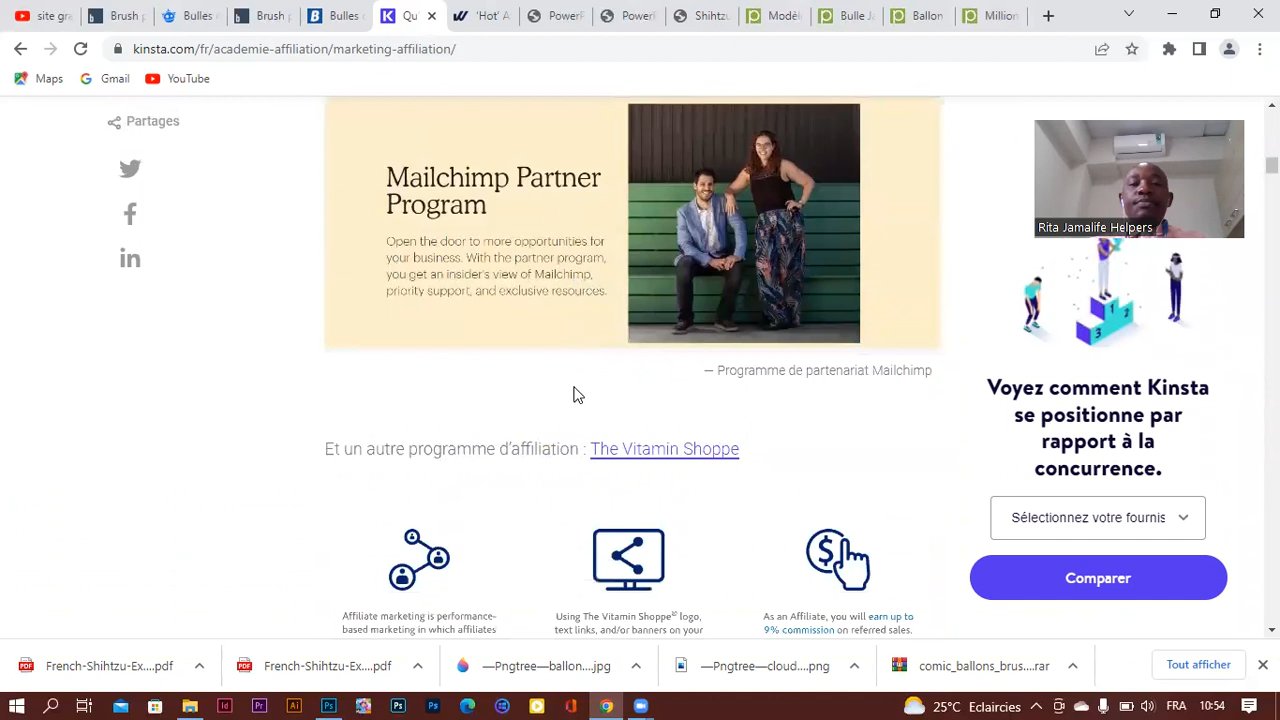 site gra
Brush p
Bulles
Brush p
Bulles
Qu
'Hot' A
PowerP
PowerP
Shihtzu
Modèl
Bulle Je
Ballon
Million
kinsta.com/fr/academie-affiliation/marketing-affiliation/
Maps
Gmail
YouTube
Partages
Mailchimp Partner
Program
Open the door to more opportunities for
your business. With the partner program,
you get an insider's view of Mailchimp,
priority support, and exclusive resources.
— Programme de partenariat Mailchimp
Et un autre programme d'affiliation : The Vitamin Shoppe
Affiliate marketing is performance-
based marketing in which affiliates
Using The Vitamin Shoppe® logo,
text links, and/or banners on your
As an Affiliate, you will earn up to
9% commission on referred sales.
Rita Jamalife Helpers
1
2
3
Voyez comment Kinsta
se positionne par
rapport à la
concurrence.
Sélectionnez votre fournis
Comparer
French-Shihtzu-Ex....pdf
French-Shihtzu-Ex....pdf
—Pngtree—ballon....jpg
—Pngtree—cloud....png
comic_ballons_brus....rar
Tout afficher
25°C Eclaircies
FRA
10:54